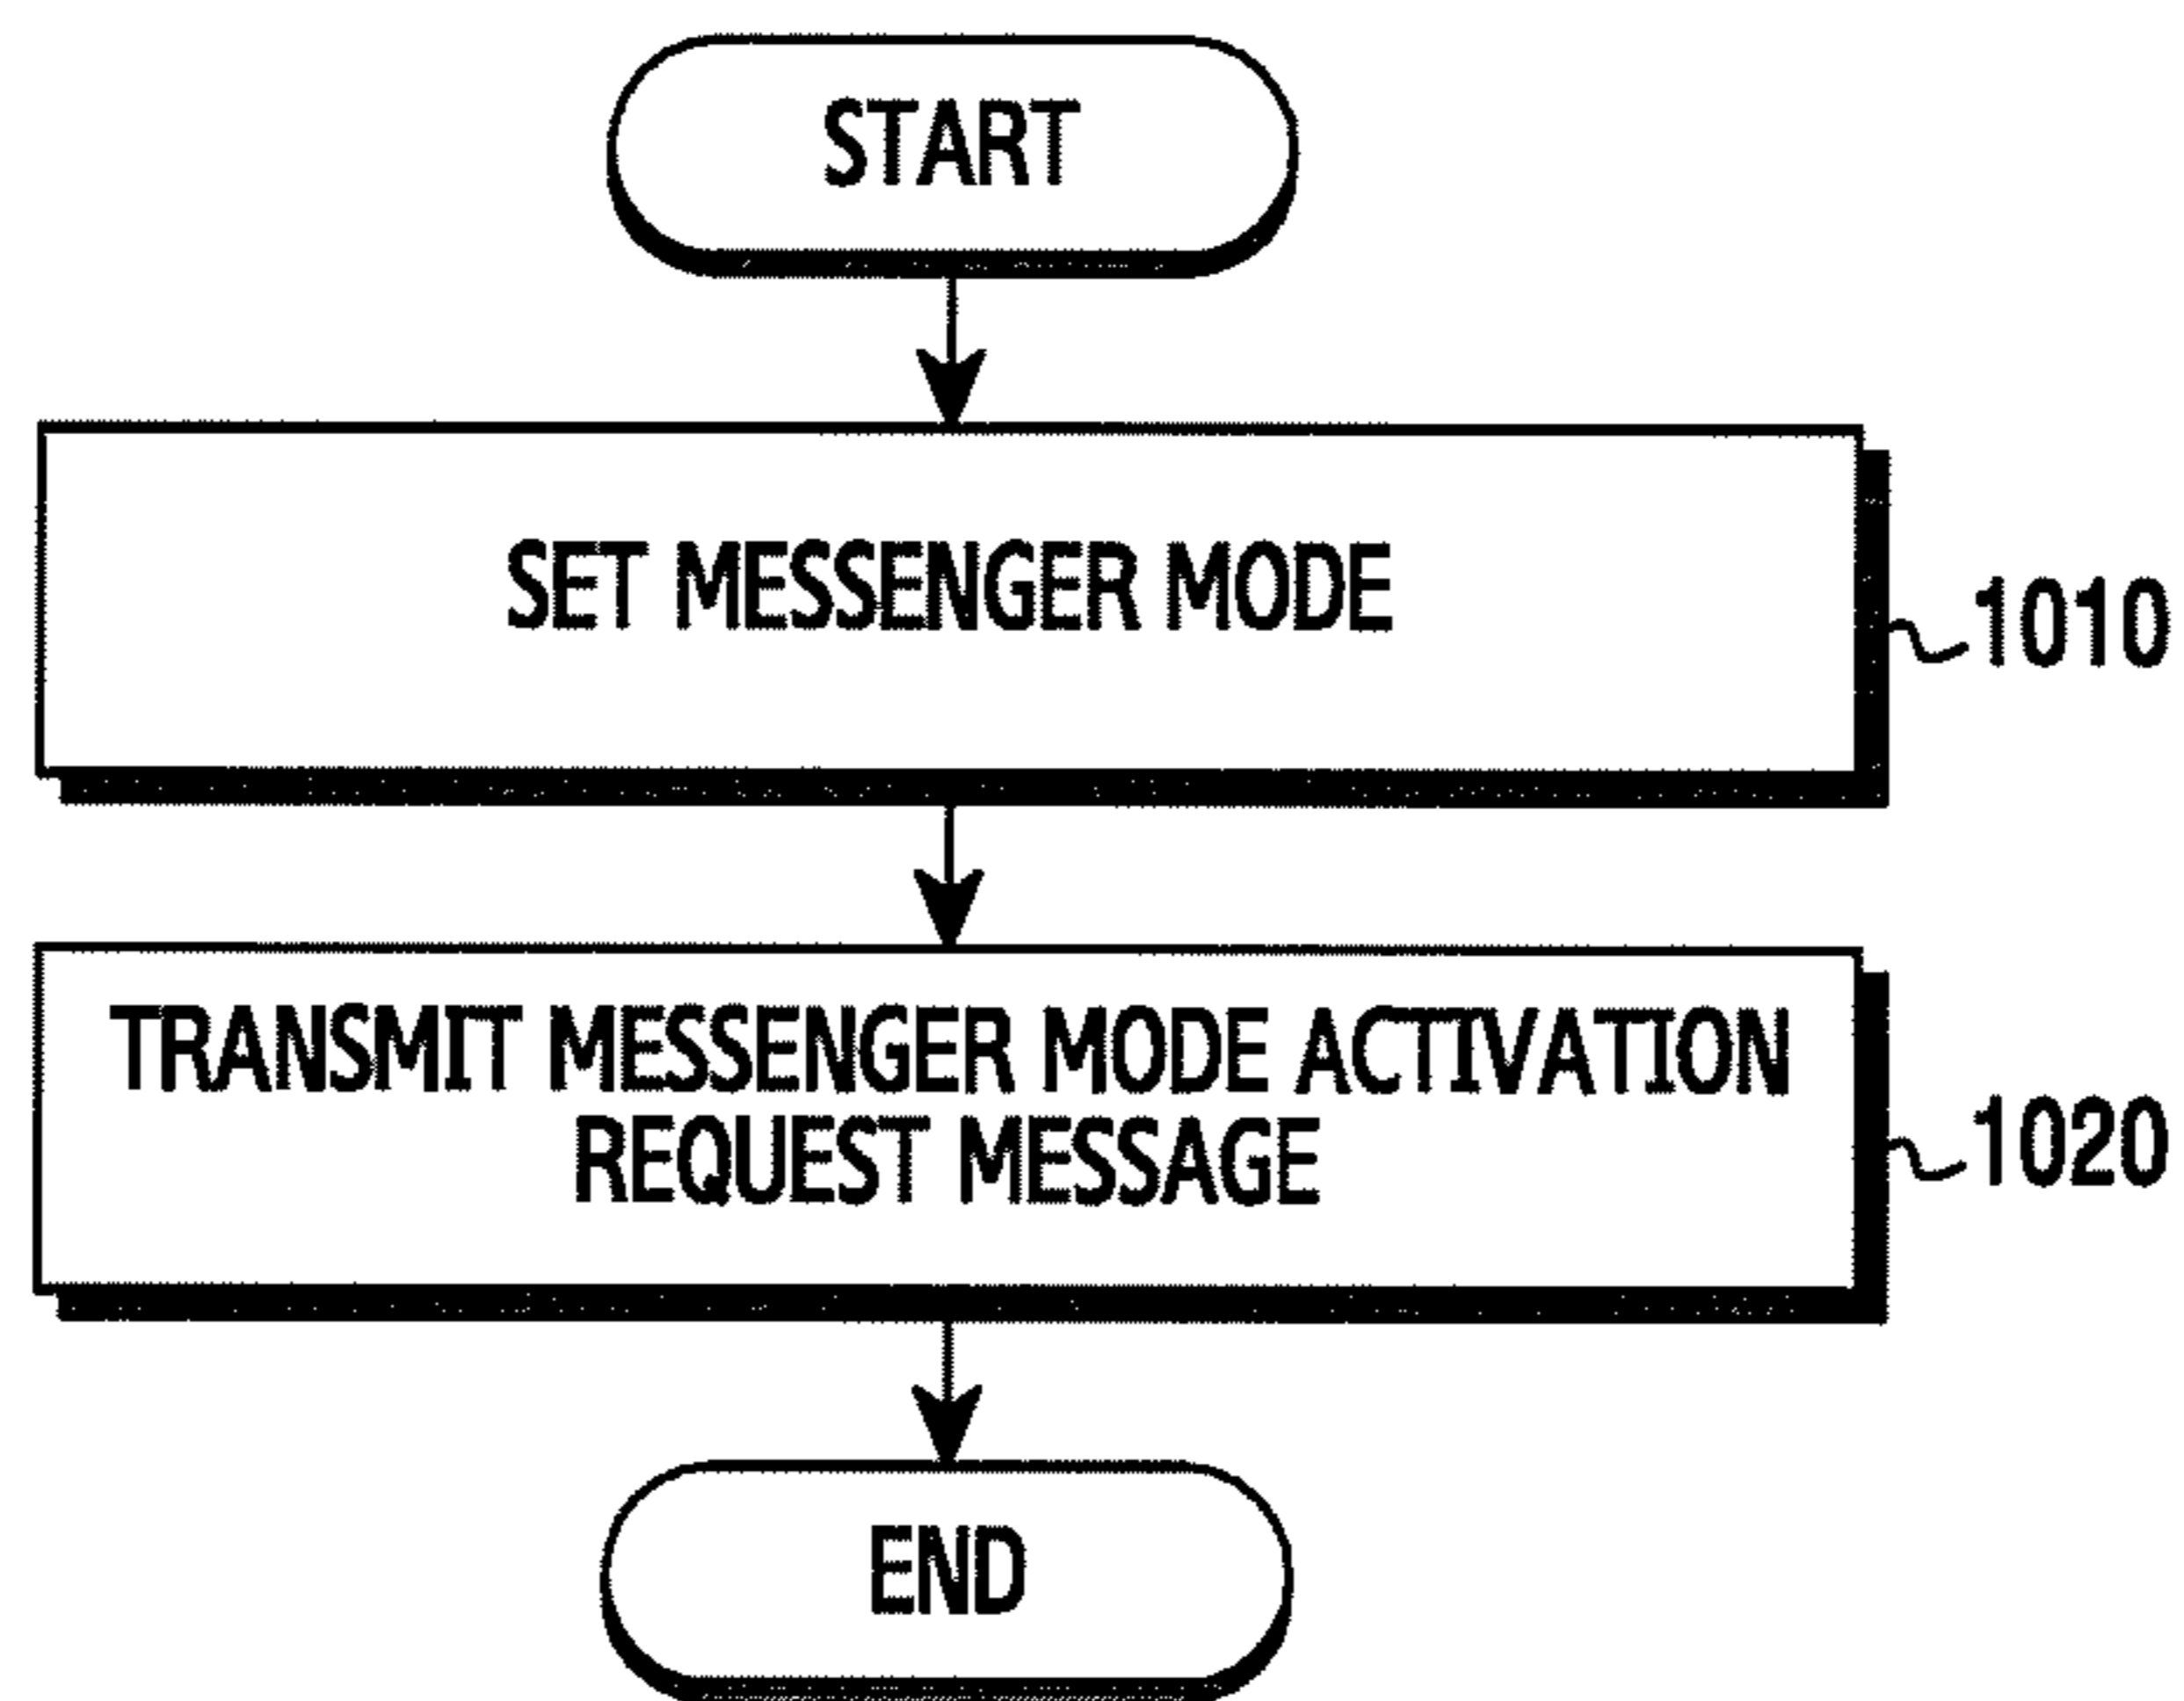 START
SET MESSENGER MODE
1010
TRANSMIT MESSENGER MODE ACTIVATION
REQUEST MESSAGE
1020
END